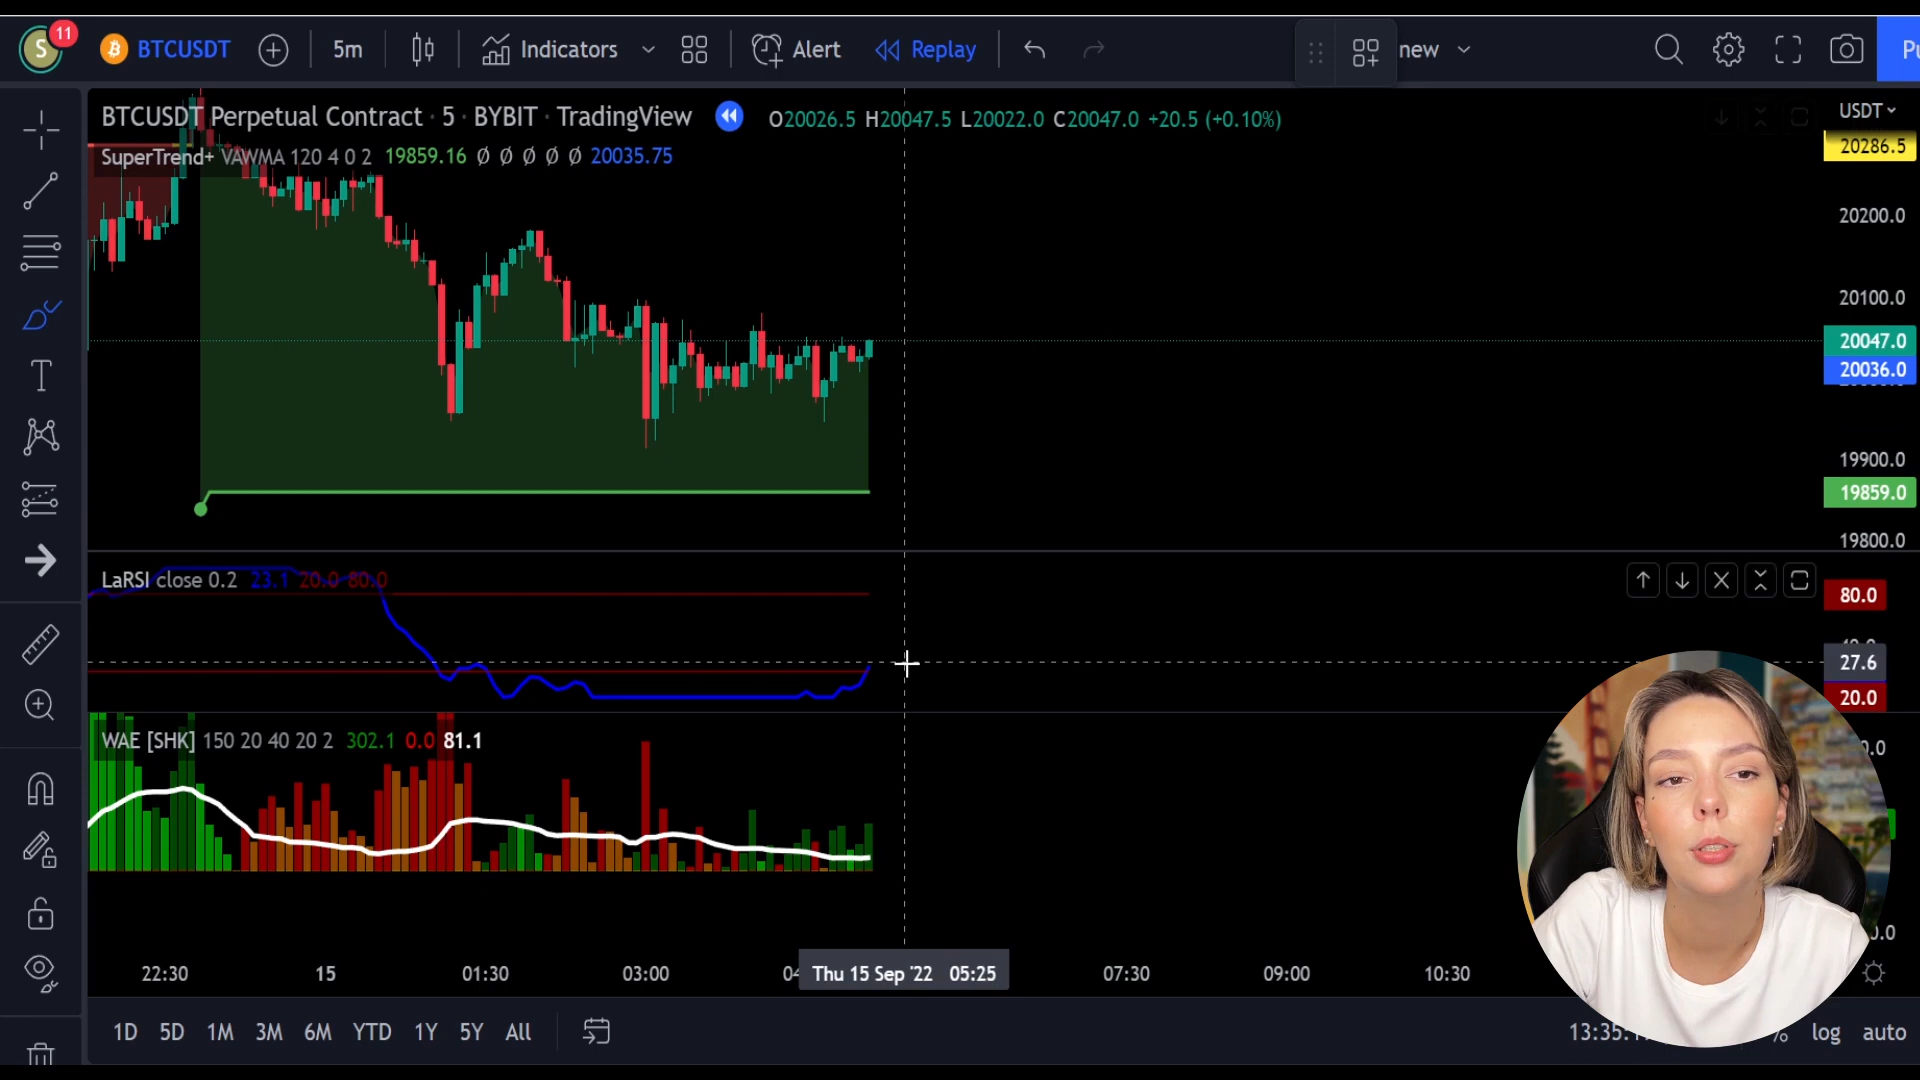 S 11 BTCUSDT 5m Indicators Alert Replay new Pu
BTCUSDT Perpetual Contract · 5 · BYBIT · TradingView O20026.5 H20047.5 L20022.0 C20047.0 +20.5 (+0.10%)
SuperTrend+ VAWMA 120 4 0 2 19859.16 Ø Ø Ø Ø Ø 20035.75
USDT
20286.5
20200.0
20100.0
20047.0
20036.0
19900.0
19859.0
19800.0
LaRSI close 0.2 23.1 20.0 80.0
80.0
27.6
20.0
WAE [SHK] 150 20 40 20 2 302.1 0.0 81.1
22:30 15 01:30 03:00 04 Thu 15 Sep '22 05:25 07:30 09:00 10:30
1D 5D 1M 3M 6M YTD 1Y 5Y All 13:35: % log auto